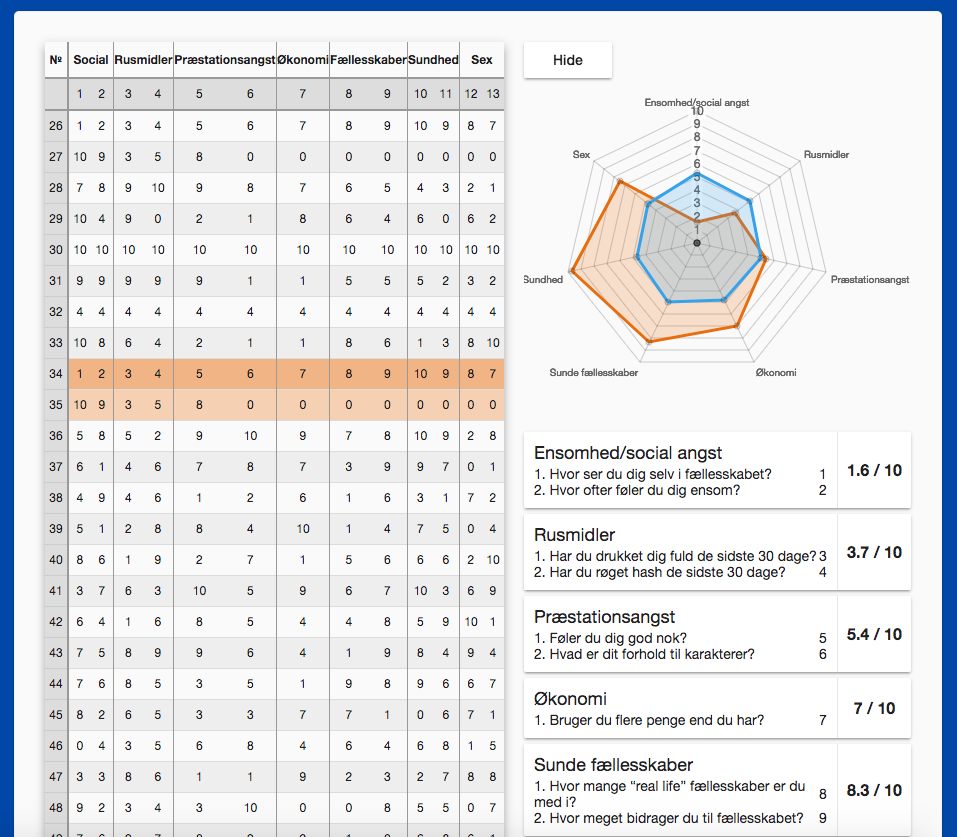 Nº Social Rusmidler Præstationsangst Økonomi Fællesskaber Sundhed Sex
1 2 3 4 5 6 7 8 9 10 11 12 13
26 1 2 3 4 5 6 7 8 9 10 9 8 7
27 10 9 3 5 8 0 0 0 0 0 0 0 0
28 7 8 9 10 9 8 7 6 5 4 3 2 1
29 10 4 9 0 2 1 8 6 4 6 0 6 2
30 10 10 10 10 10 10 10 10 10 10 10 10 10
31 9 9 9 9 9 1 1 5 5 5 2 3 2
32 4 4 4 4 4 4 4 4 4 4 4 4 4
33 10 8 6 4 2 1 1 8 6 1 3 8 10
34 1 2 3 4 5 6 7 8 9 10 9 8 7
35 10 9 3 5 8 0 0 0 0 0 0 0 0
36 5 8 5 2 9 10 9 7 8 10 9 2 8
37 6 1 4 6 7 8 7 3 9 9 7 0 1
38 4 9 4 6 1 2 6 1 6 3 1 7 2
39 5 1 2 8 8 4 10 1 4 7 5 0 4
40 8 6 1 9 2 7 1 5 6 6 6 2 10
41 3 7 6 3 10 5 9 6 7 10 3 6 9
42 6 4 1 6 8 5 4 4 8 5 9 10 1
43 7 5 8 9 9 6 4 1 9 8 4 9 4
44 7 6 8 5 3 5 1 9 8 9 6 6 7
45 8 2 6 5 3 3 7 7 1 0 6 7 1
46 0 4 3 5 6 8 4 6 4 6 8 1 5
47 3 3 8 6 1 1 9 2 3 2 7 8 8
48 9 2 3 4 3 10 0 0 8 5 5 0 7
Hide
Ensomhed/social angst
10
9
8
7
6
5
4
3
2
1
Sex
Rusmidler
Sundhed
Præstationsangst
Sunde fællesskaber
Økonomi
Ensomhed/social angst
1. Hvor ser du dig selv i fællesskabet? 1
2. Hvor ofter føler du dig ensom? 2
1.6 / 10
Rusmidler
1. Har du drukket dig fuld de sidste 30 dage? 3
2. Har du røget hash de sidste 30 dage? 4
3.7 / 10
Præstationsangst
1. Føler du dig god nok? 5
2. Hvad er dit forhold til karakterer? 6
5.4 / 10
Økonomi
1. Bruger du flere penge end du har? 7
7 / 10
Sunde fællesskaber
1. Hvor mange “real life” fællesskaber er du
med i? 8
2. Hvor meget bidrager du til fællesskaber? 9
8.3 / 10